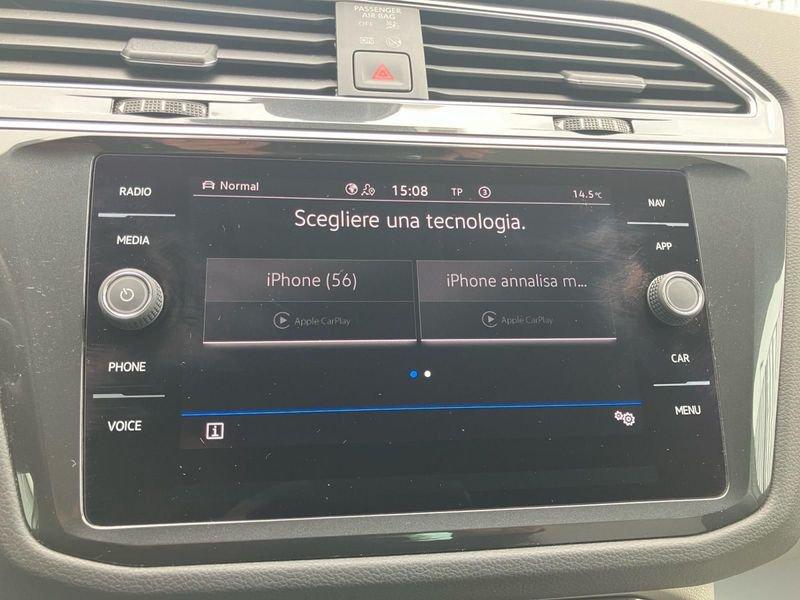 PASSENGER
AIR BAG
OFF
ON
RADIO
MEDIA
PHONE
VOICE
Normal 15:08 TP 3 14.5°C
Scegliere una tecnologia.
iPhone (56) iPhone annalisa m...
Apple CarPlay Apple CarPlay
i
NAV
APP
CAR
MENU